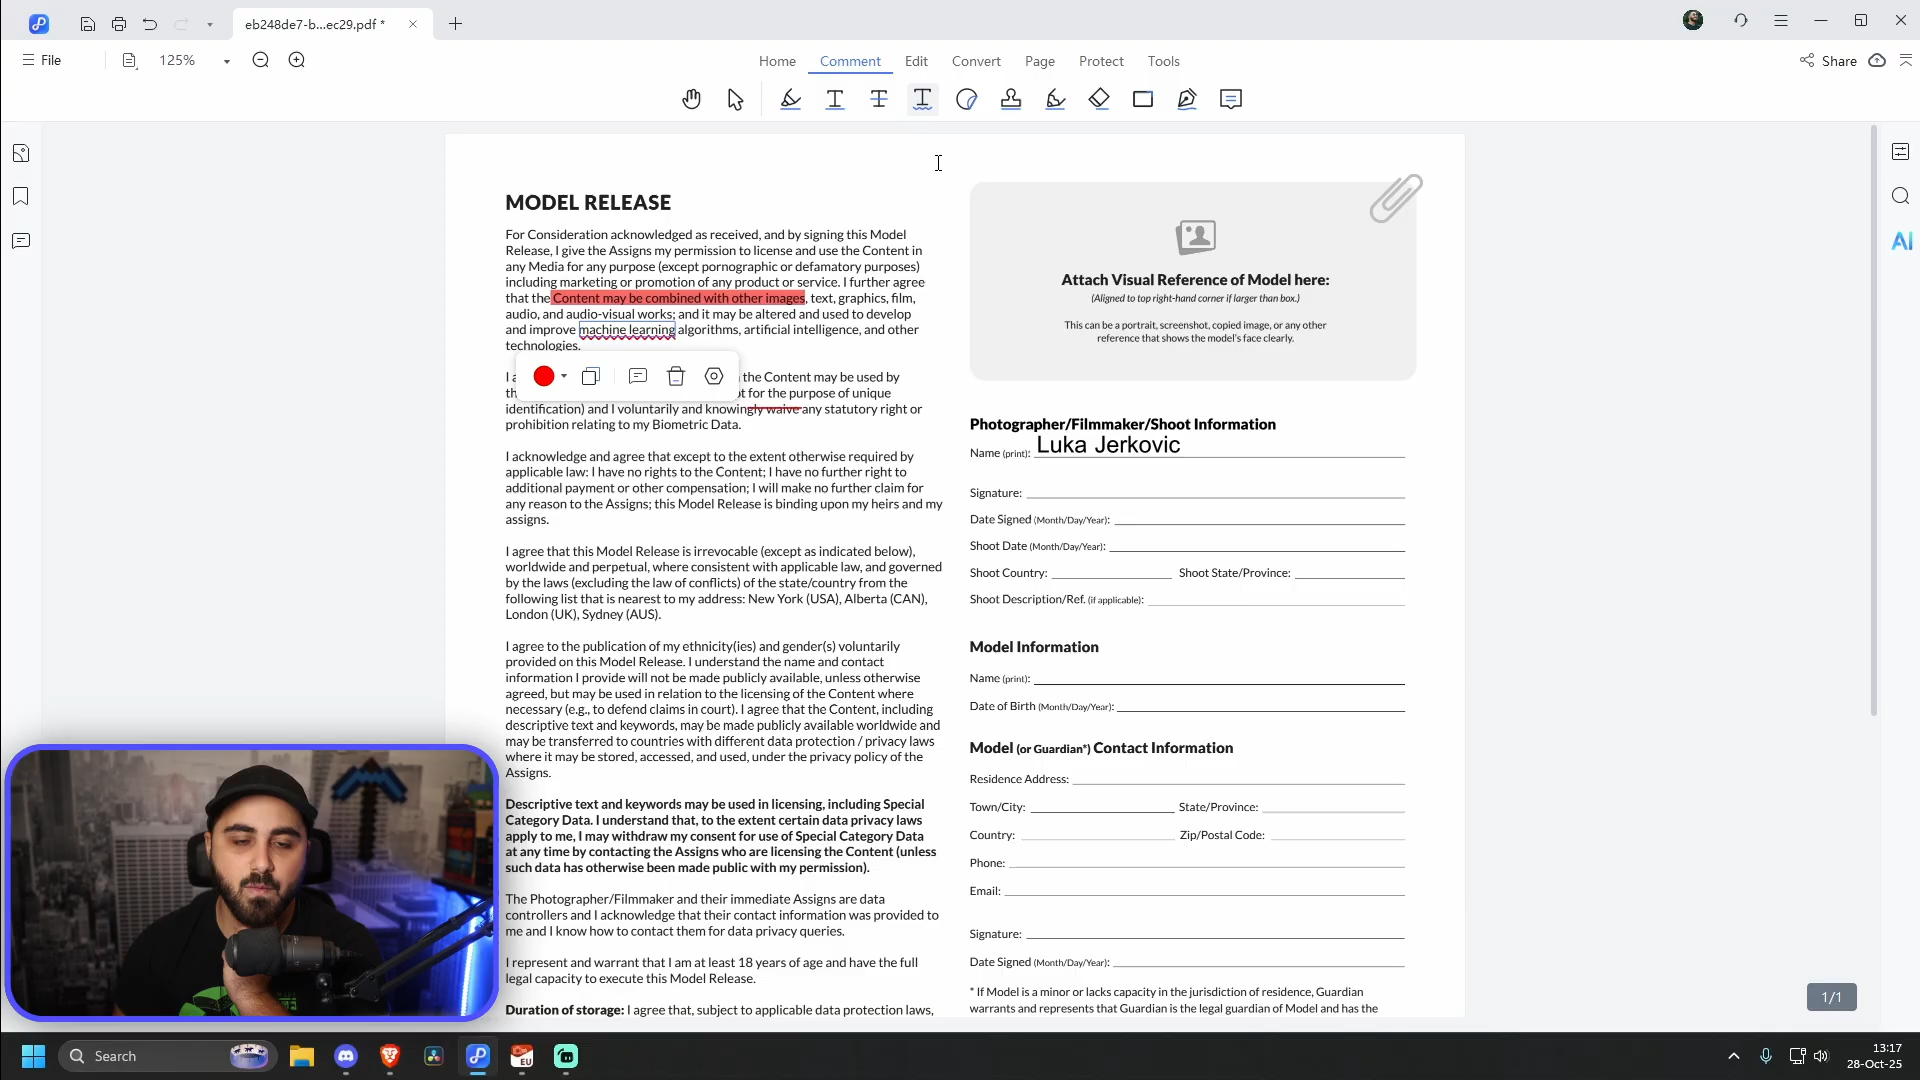 eb248de7-b...ec29.pdf *
File
125%
Home
Comment
Edit
Convert
Page
Protect
Tools
Share
MODEL RELEASE
For Consideration acknowledged as received, and by signing this Model
Release, I give the Assigns my permission to license and use the Content in
any Media for any purpose (except pornographic or defamatory purposes)
including marketing or promotion of any product or service. I further agree
that the Content may be combined with other images, text, graphics, film,
audio, and audio-visual works; and it may be altered and used to develop
and improve machine learning algorithms, artificial intelligence, and other
technologies.
the Content may be used by
for the purpose of unique
identification) and I voluntarily and knowingly waive any statutory right or
prohibition relating to my Biometric Data.
I acknowledge and agree that except to the extent otherwise required by
applicable law: I have no rights to the Content; I have no further right to
additional payment or other compensation; I will make no further claim for
any reason to the Assigns; this Model Release is binding upon my heirs and my
assigns.
I agree that this Model Release is irrevocable (except as indicated below),
worldwide and perpetual, where consistent with applicable law, and governed
by the laws (excluding the law of conflicts) of the state/country from the
following list that is nearest to my address: New York (USA), Alberta (CAN),
London (UK), Sydney (AUS).
I agree to the publication of my ethnicity(ies) and gender(s) voluntarily
provided on this Model Release. I understand the name and contact
information I provide will not be made publicly available, unless otherwise
agreed, but may be used in relation to the licensing of the Content where
necessary (e.g., to defend claims in court). I agree that the Content, including
descriptive text and keywords, may be made publicly available worldwide and
may be transferred to countries with different data protection / privacy laws
where it may be stored, accessed, and used, under the privacy policy of the
Assigns.
Descriptive text and keywords may be used in licensing, including Special
Category Data. I understand that, to the extent certain data privacy laws
apply to me, I may withdraw my consent for use of Special Category Data
at any time by contacting the Assigns who are licensing the Content (unless
such data has otherwise been made public with my permission).
The Photographer/Filmmaker and their immediate Assigns are data
controllers and I acknowledge that their contact information was provided to
me and I know how to contact them for data privacy queries.
I represent and warrant that I am at least 18 years of age and have the full
legal capacity to execute this Model Release.
Duration of storage: I agree that, subject to applicable data protection laws,
Attach Visual Reference of Model here:
(Aligned to top right-hand corner if larger than box.)
This can be a portrait, screenshot, copied image, or any other
reference that shows the model's face clearly.
Photographer/Filmmaker/Shoot Information
Name (print): Luka Jerkovic
Signature:
Date Signed (Month/Day/Year):
Shoot Date (Month/Day/Year):
Shoot Country: Shoot State/Province:
Shoot Description/Ref. (if applicable):
Model Information
Name (print):
Date of Birth (Month/Day/Year):
Model (or Guardian*) Contact Information
Residence Address:
Town/City: State/Province:
Country: Zip/Postal Code:
Phone:
Email:
Signature:
Date Signed (Month/Day/Year):
* If Model is a minor or lacks capacity in the jurisdiction of residence, Guardian
warrants and represents that Guardian is the legal guardian of Model and has the
AI
1/1
Search
EU
13:17
28-Oct-25